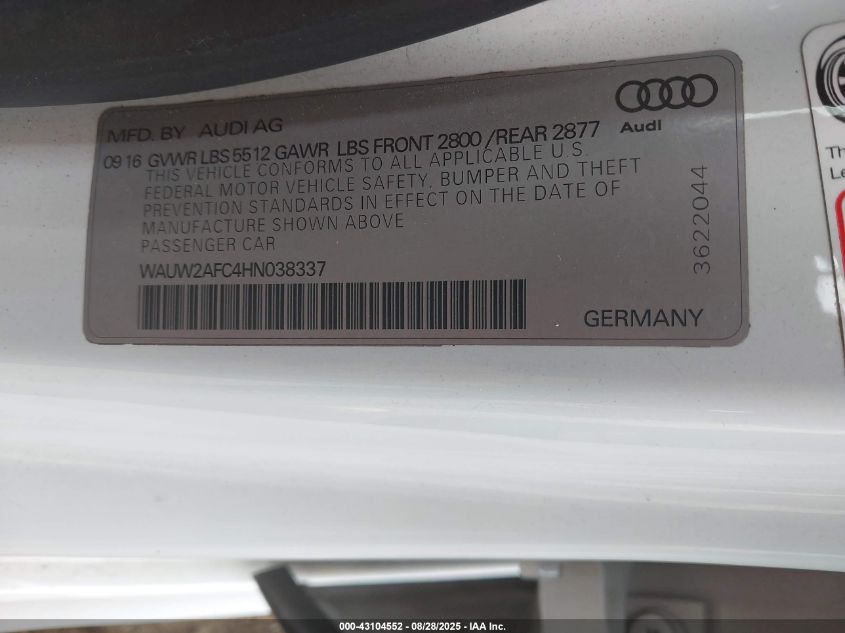 MFD. BY AUDI AG
Audi
09 16 GVWR LBS 5512 GAWR LBS FRONT 2800 /REAR 2877
THIS VEHICLE CONFORMS TO ALL APPLICABLE U.S.
FEDERAL MOTOR VEHICLE SAFETY, BUMPER AND THEFT
PREVENTION STANDARDS IN EFFECT ON THE DATE OF
MANUFACTURE SHOWN ABOVE
PASSENGER CAR
WAUW2AFC4HN038337
GERMANY
3622044
Th
Le
000-43104552 - 08/28/2025 - IAA Inc.